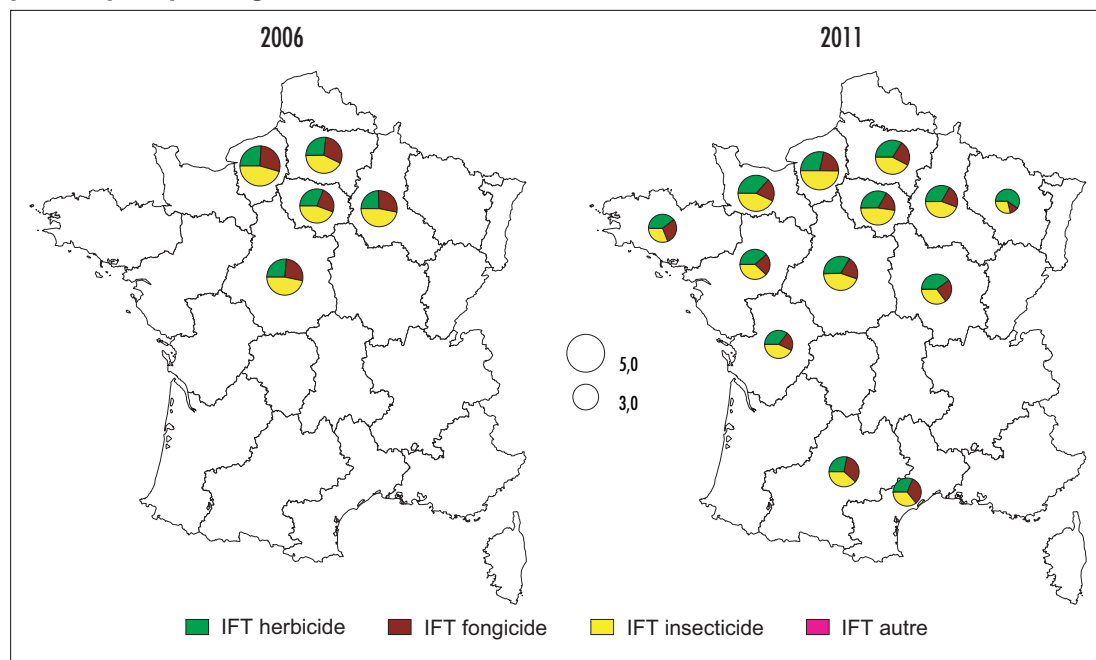 2006
2011
5,0
3,0
IFT herbicide
IFT fongicide
IFT insecticide
IFT autre